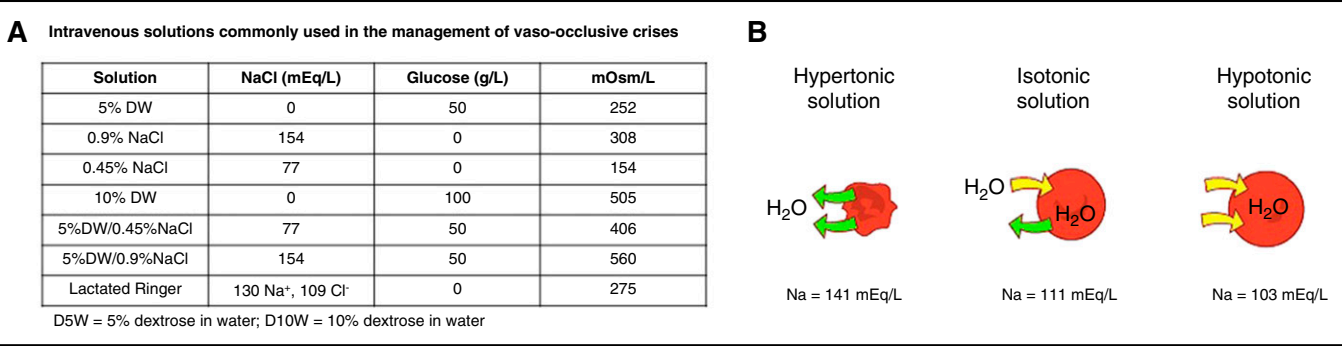 A Intravenous solutions commonly used in the management of vaso-occlusive crises
Solution NaCl (mEq/L) Glucose (g/L) mOsm/L
5% DW 0 50 252
0.9% NaCl 154 0 308
0.45% NaCl 77 0 154
10% DW 0 100 505
5%DW/0.45%NaCl 77 50 406
5%DW/0.9%NaCl 154 50 560
Lactated Ringer 130 Na⁺, 109 Cl⁻ 0 275
D5W = 5% dextrose in water; D10W = 10% dextrose in water
B
Hypertonic
solution
Isotonic
solution
Hypotonic
solution
H₂O
H₂O
H₂O
H₂O
Na = 141 mEq/L
Na = 111 mEq/L
Na = 103 mEq/L